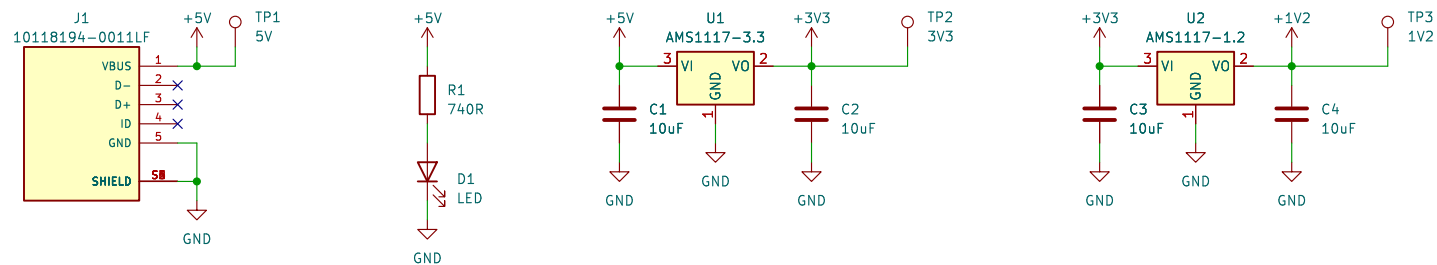 J1
10118194-0011LF
VBUS 1
D- 2
D+ 3
ID 4
GND 5
SHIELD
+5V
TP1
5V
GND
+5V
R1
740R
D1
LED
GND
+5V
U1
AMS1117-3.3
3 VI VO 2
GND
1
GND
C1
10uF
GND
+3V3
C2
10uF
GND
TP2
3V3
+3V3
U2
AMS1117-1.2
3 VI VO 2
GND
1
GND
C3
10uF
GND
+1V2
C4
10uF
GND
TP3
1V2